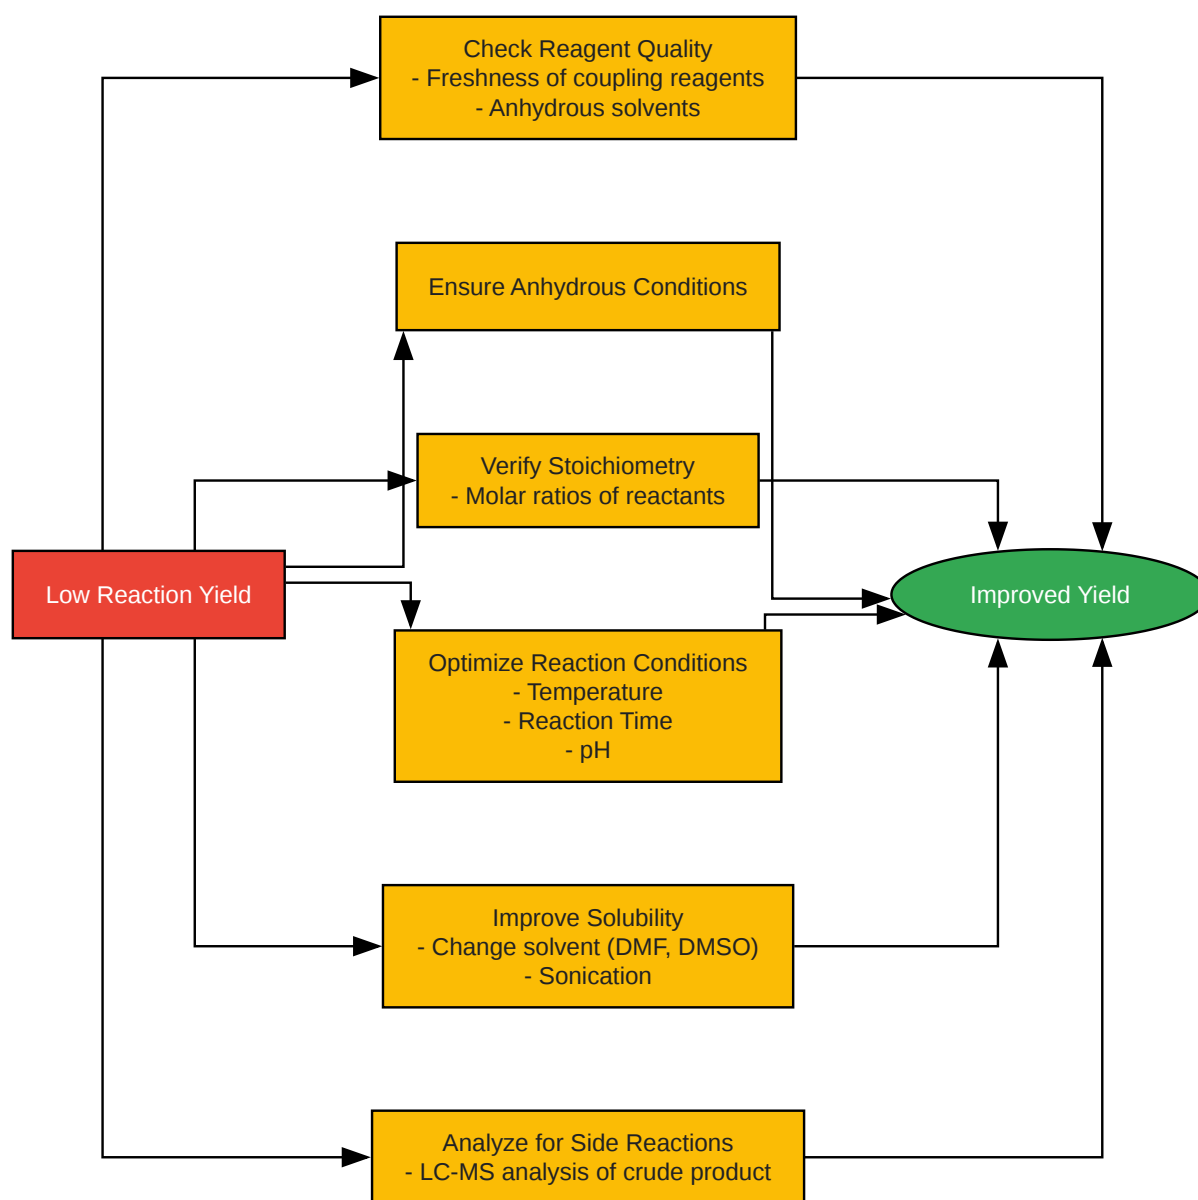 Check Reagent Quality
- Freshness of coupling reagents
- Anhydrous solvents
Ensure Anhydrous Conditions
Verify Stoichiometry
- Molar ratios of reactants
Low Reaction Yield
Improved Yield
Optimize Reaction Conditions
- Temperature
- Reaction Time
- pH
Improve Solubility
- Change solvent (DMF, DMSO)
- Sonication
Analyze for Side Reactions
- LC-MS analysis of crude product